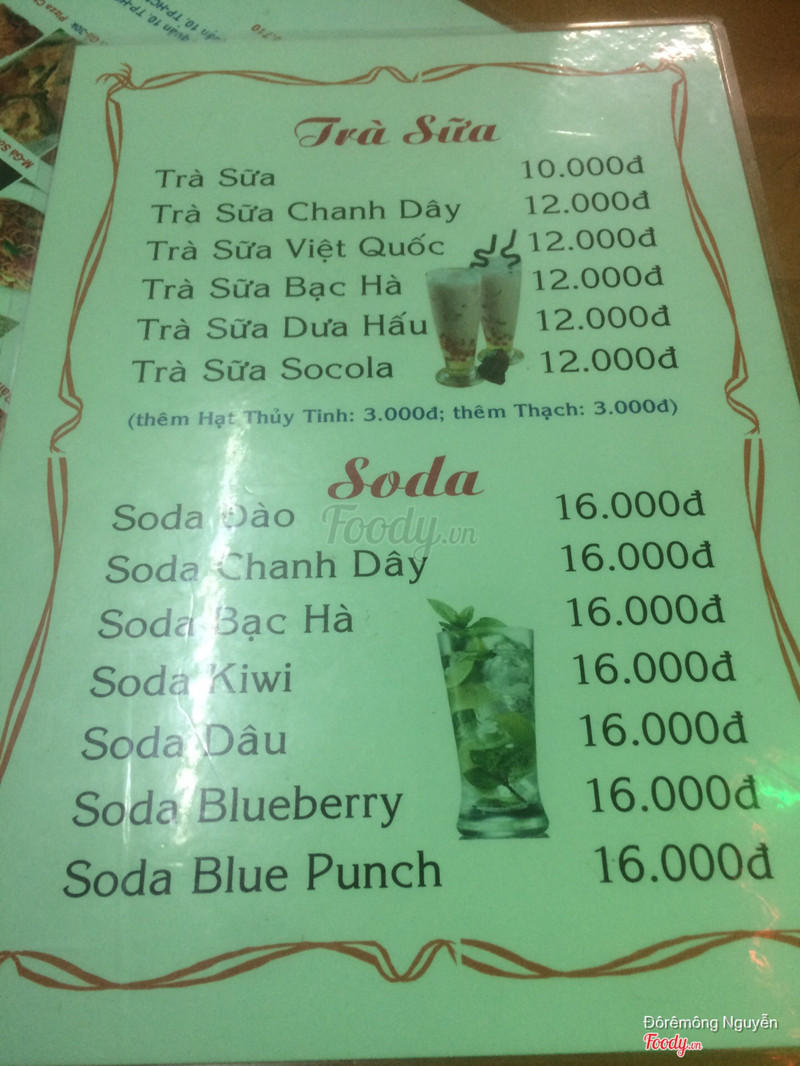 Trà Sữa
Trà Sữa 10.000đ
Trà Sữa Chanh Dây 12.000đ
Trà Sữa Việt Quốc 12.000đ
Trà Sữa Bạc Hà 12.000đ
Trà Sữa Dưa Hấu 12.000đ
Trà Sữa Socola 12.000đ
(thêm Hạt Thủy Tinh: 3.000đ; thêm Thạch: 3.000đ)
Soda
Soda Đào 16.000đ
Foody.vn
Soda Chanh Dây 16.000đ
Soda Bạc Hà 16.000đ
Soda Kiwi 16.000đ
Soda Dâu 16.000đ
Soda Blueberry 16.000đ
Soda Blue Punch 16.000đ
Đôrêmông Nguyễn
Foody.vn